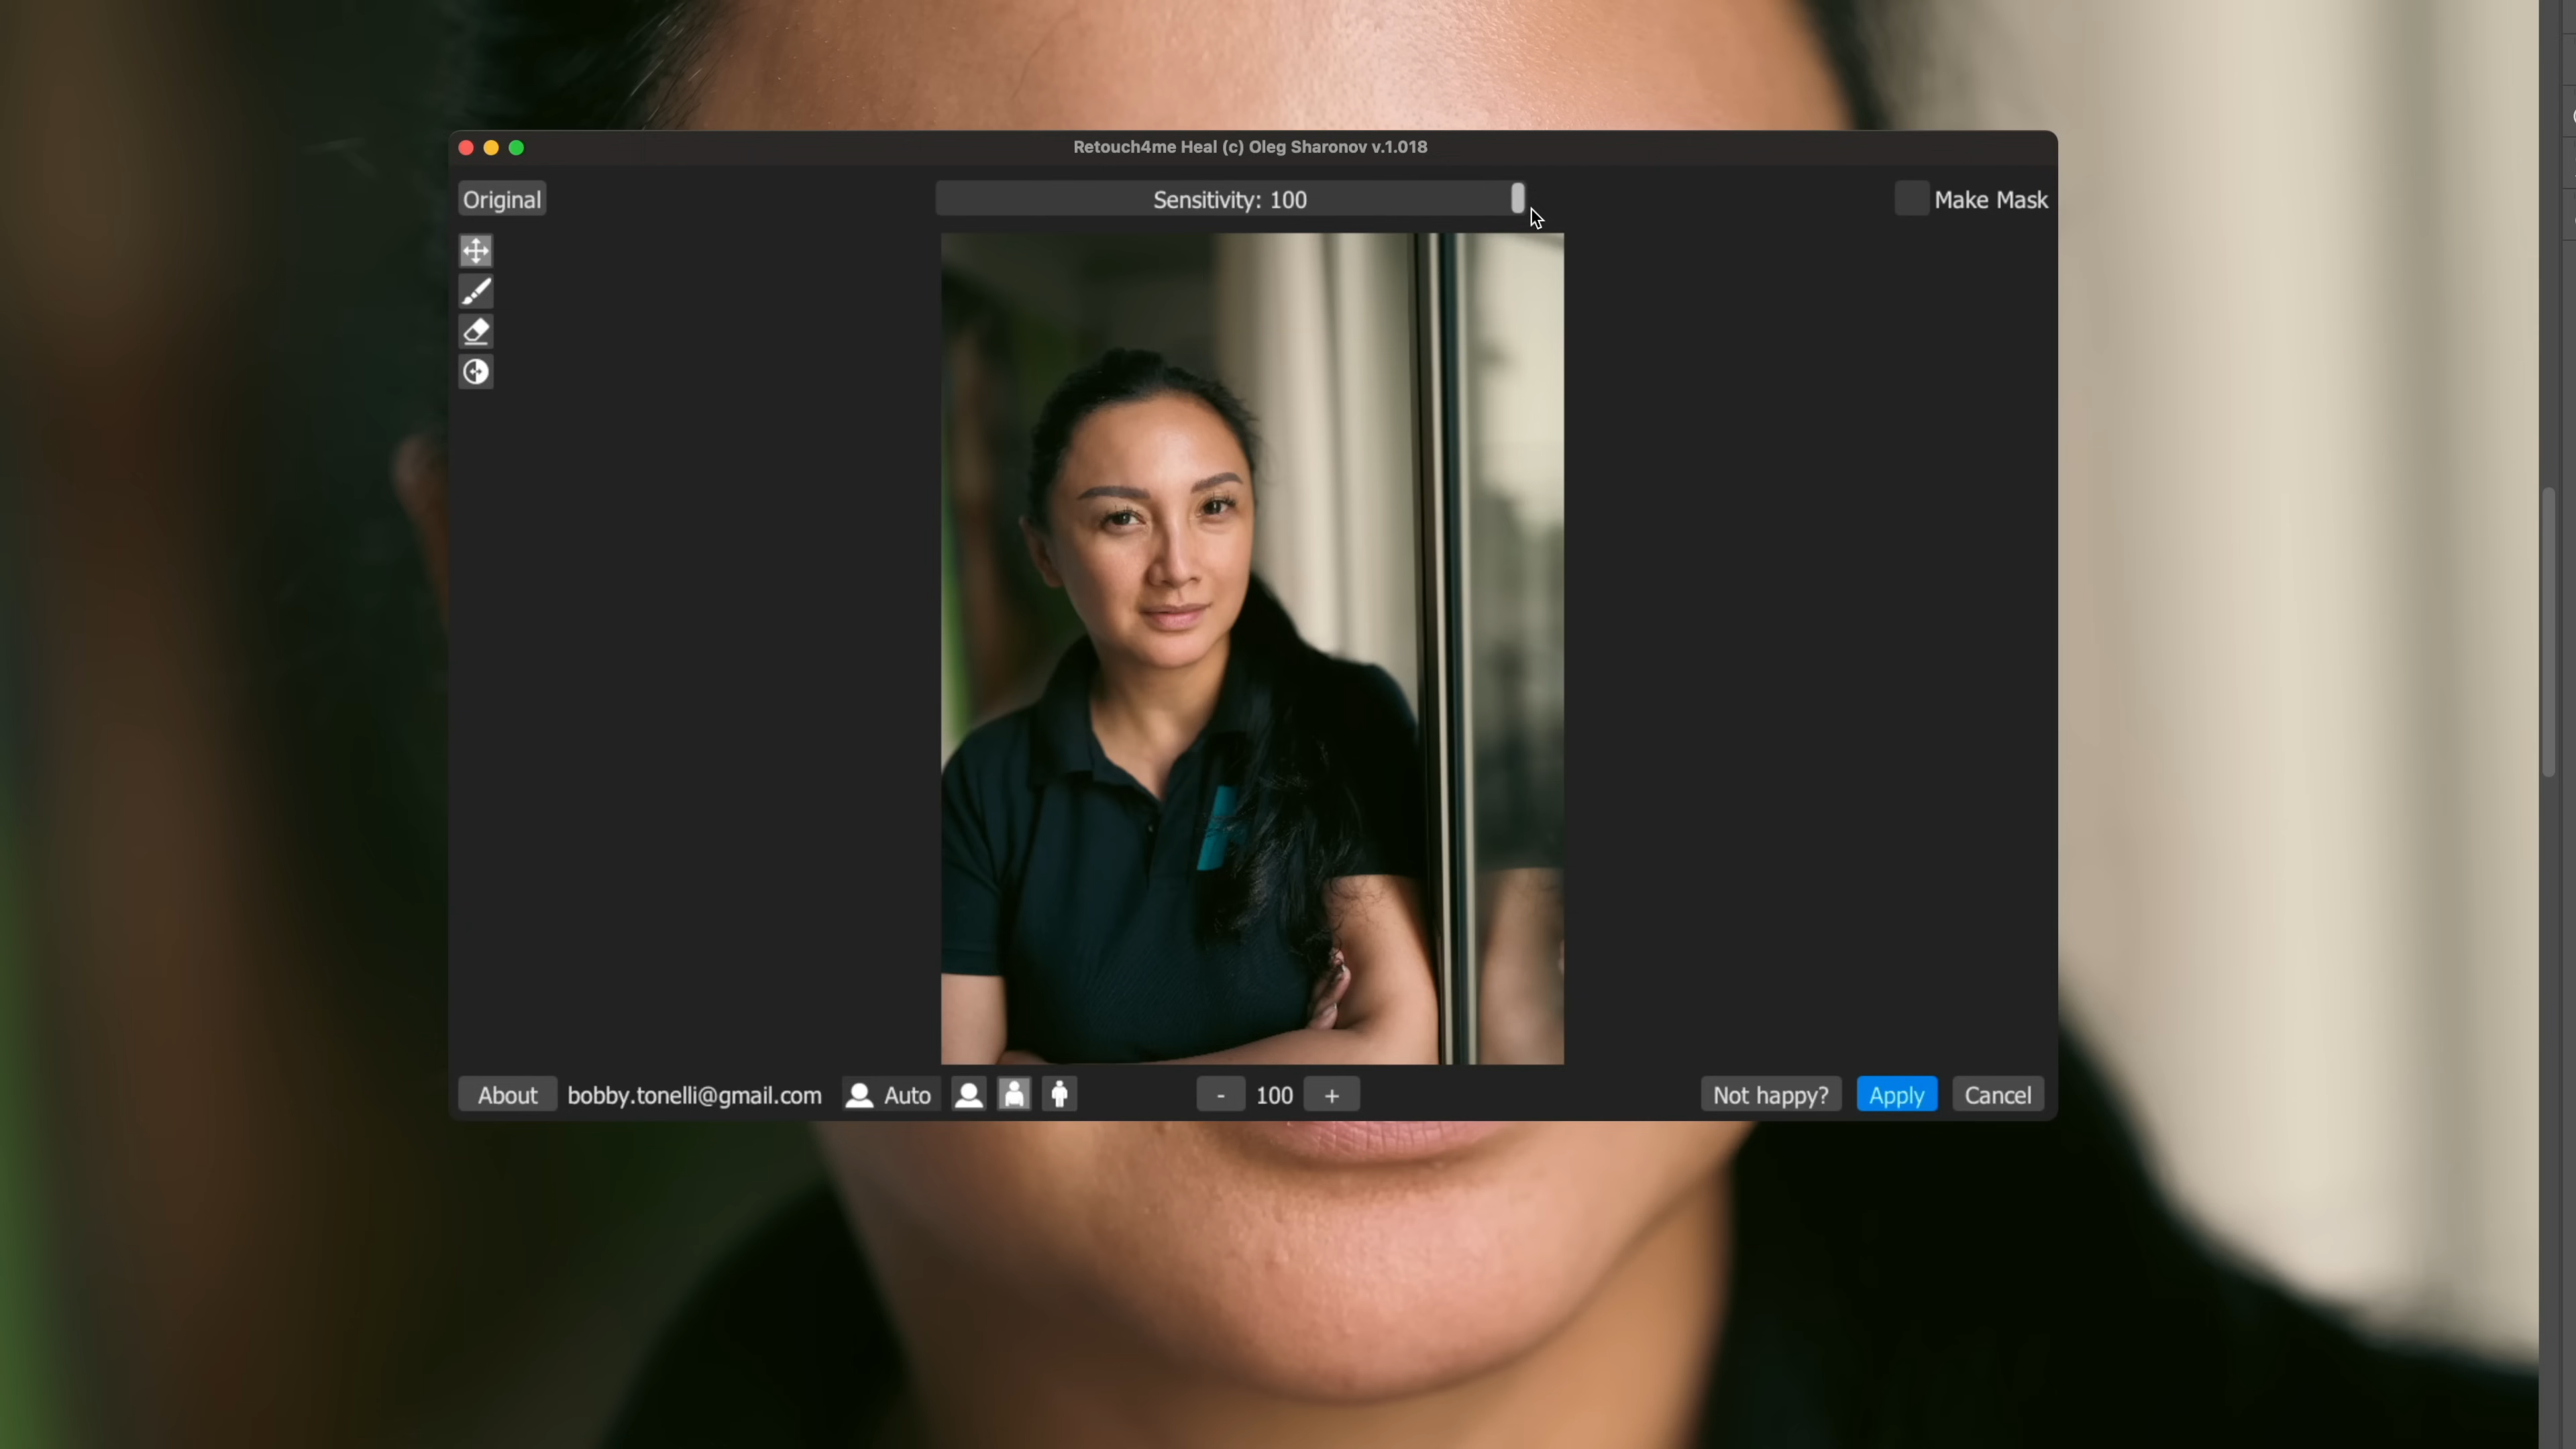 Retouch4me Heal (c) Oleg Sharonov v.1.018
Original
Sensitivity: 100
Make Mask
About
bobby.tonelli@gmail.com
Auto
- 100 +
Not happy?
Apply
Cancel